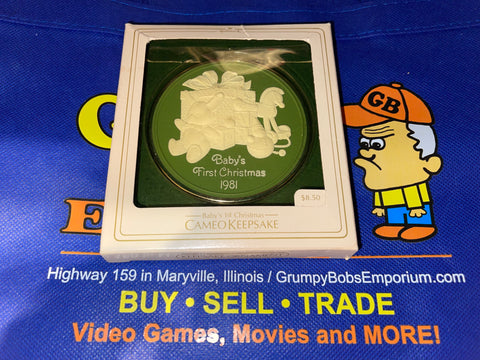 G
GB
E
Baby's
First Christmas
1981
$8.50
Baby's 1st Christmas
CAMEO KEEPSAKE
Highway 159 in Maryville, Illinois / GrumpyBobsEmporium.com
BUY • SELL • TRADE
Video Games, Movies and MORE!